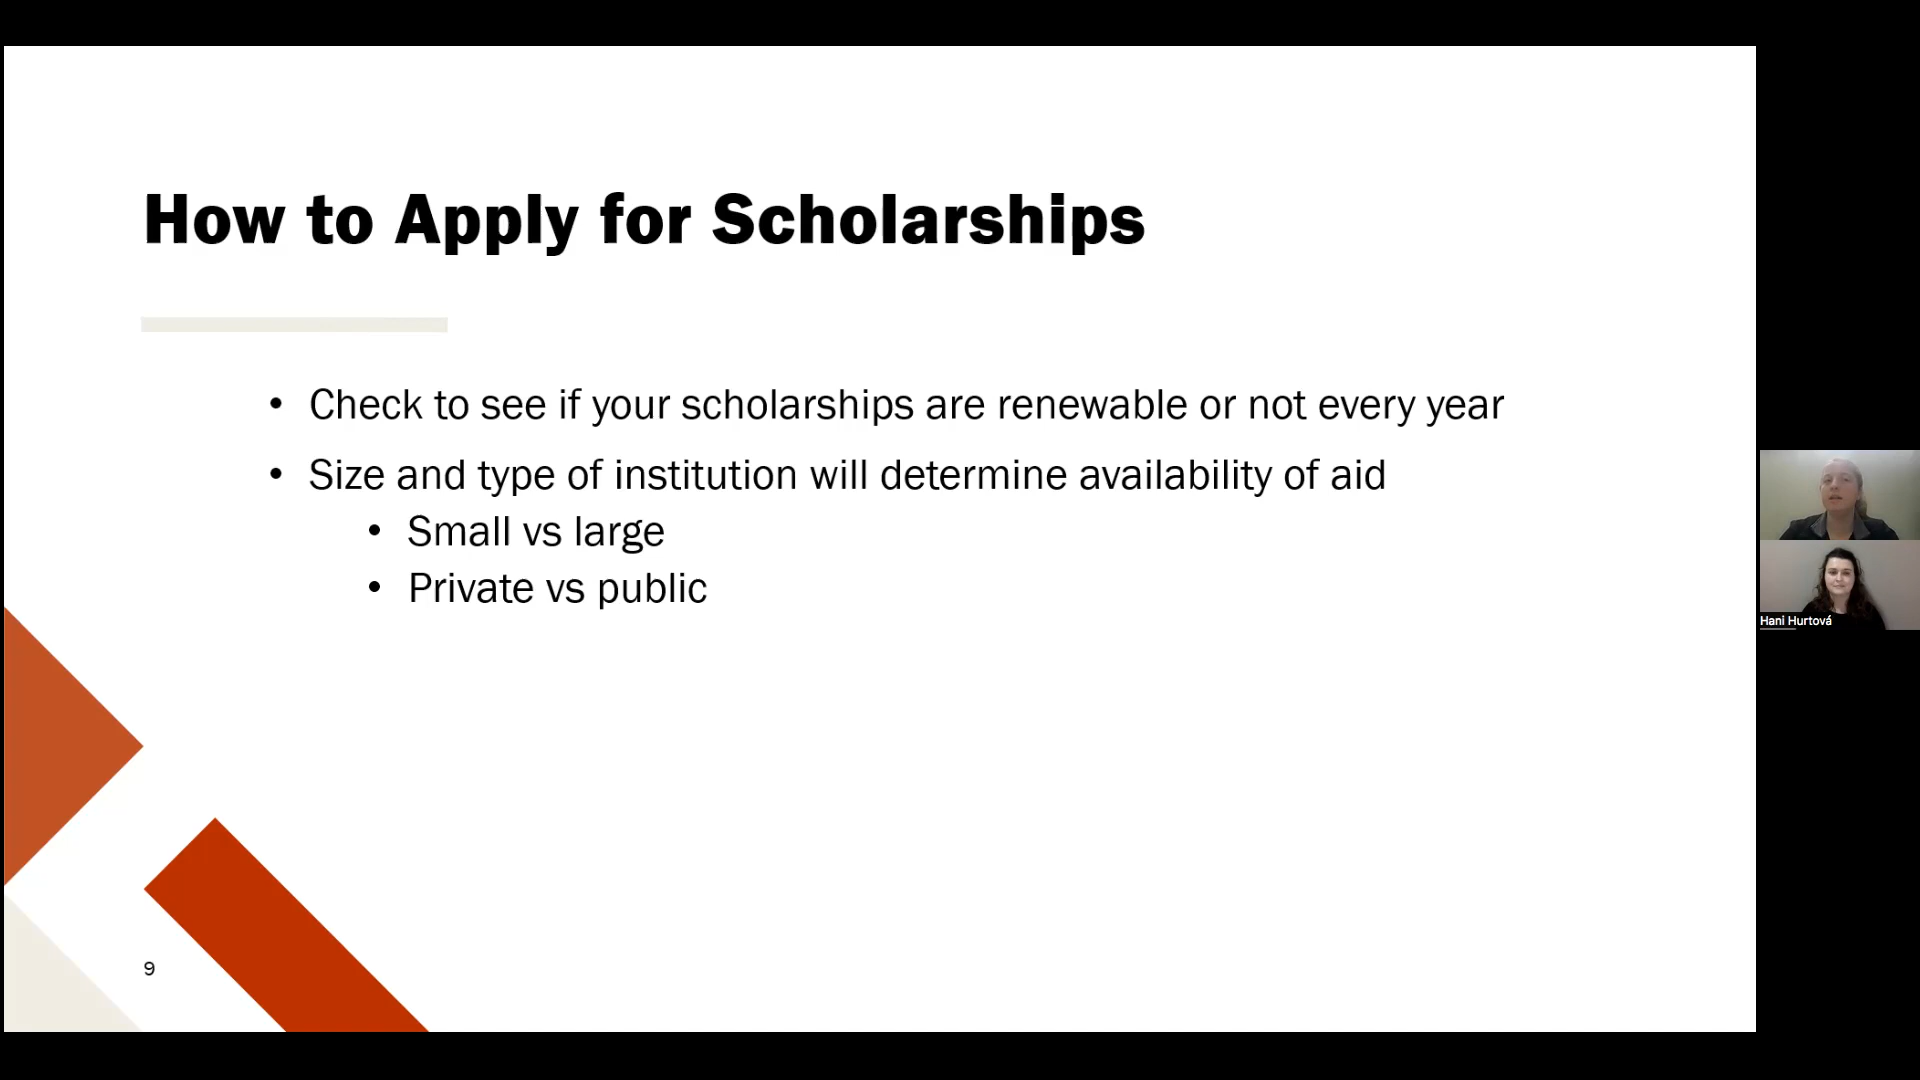 How to Apply for Scholarships
• Check to see if your scholarships are renewable or not every year
• Size and type of institution will determine availability of aid
• Small vs large
• Private vs public
9
Hani Hurtová